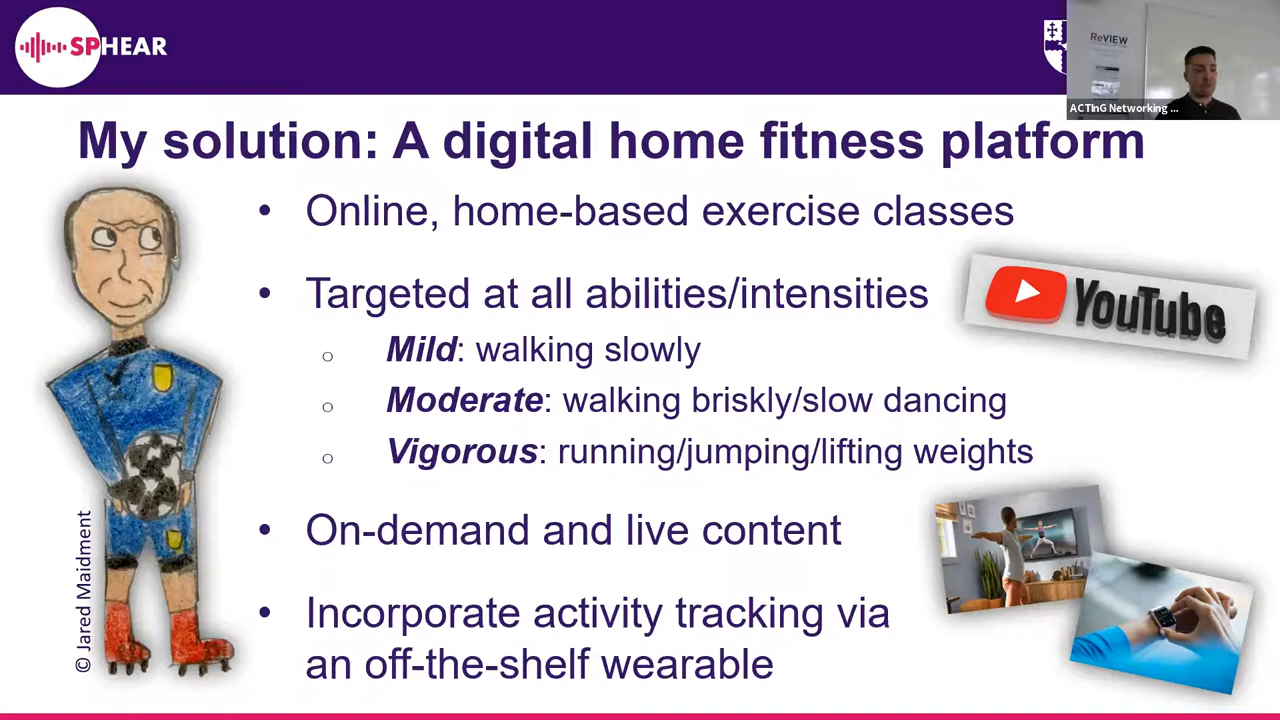 SPHEAR
ReVIEW
ACTInG Networking ...
My solution: A digital home fitness platform
• Online, home-based exercise classes
• Targeted at all abilities/intensities
YouTube
o Mild: walking slowly
o Moderate: walking briskly/slow dancing
o Vigorous: running/jumping/lifting weights
• On-demand and live content
• Incorporate activity tracking via
an off-the-shelf wearable
© Jared Maidment